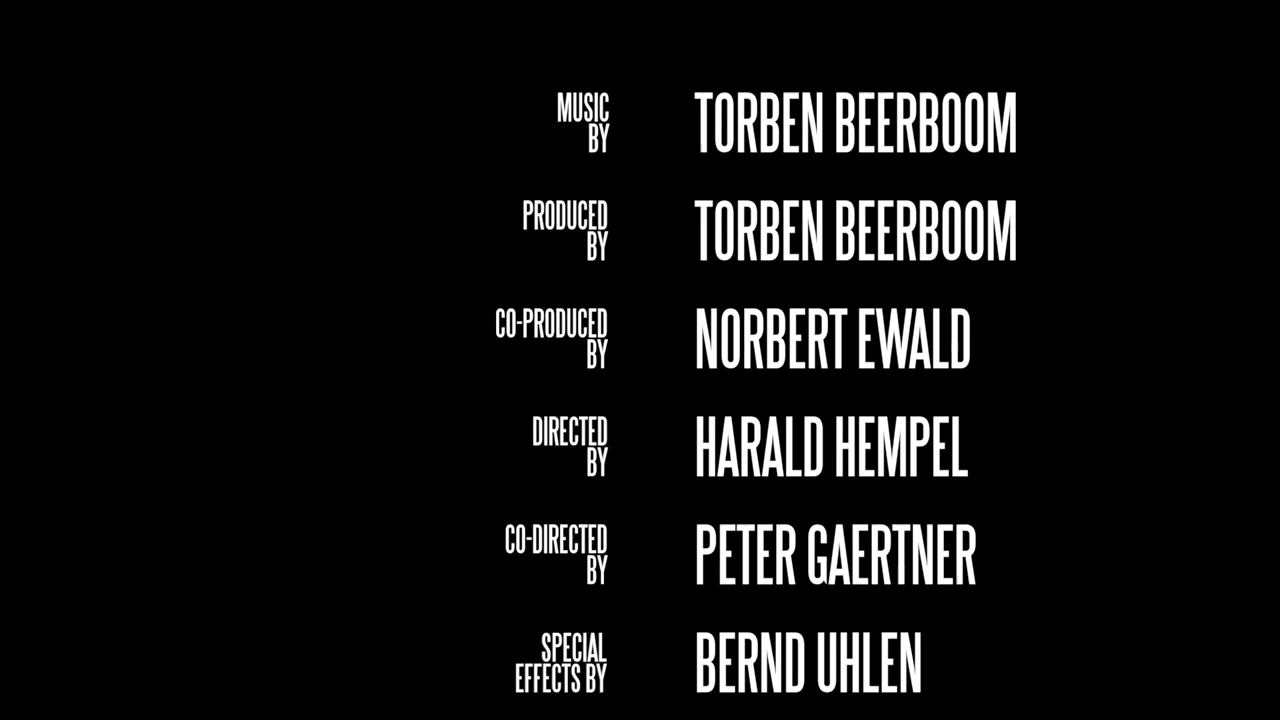 MUSIC
BY
TORBEN BEERBOOM
PRODUCED
BY
TORBEN BEERBOOM
CO-PRODUCED
BY
NORBERT EWALD
DIRECTED
BY
HARALD HEMPEL
CO-DIRECTED
BY
PETER GAERTNER
SPECIAL
EFFECTS BY
BERND UHLEN